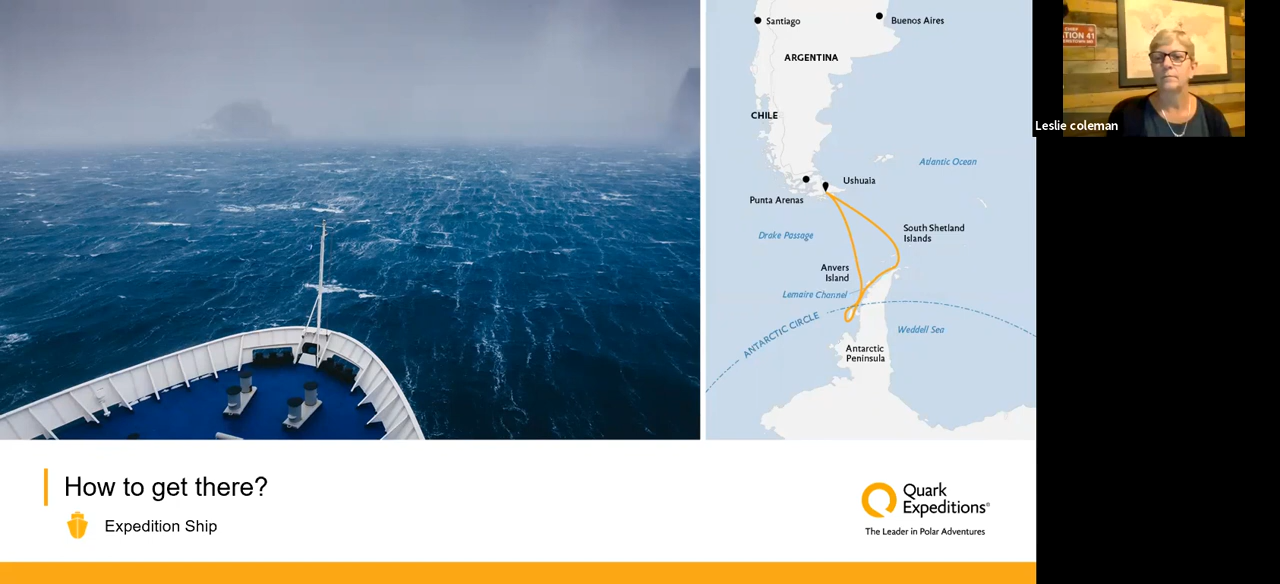 Santiago
Buenos Aires
ARGENTINA
CHILE
Atlantic Ocean
Ushuaia
Punta Arenas
Drake Passage
South Shetland
Islands
Anvers
Island
Lemaire Channel
ANTARCTIC CIRCLE
Weddell Sea
Antarctic
Peninsula
How to get there?
Expedition Ship
Quark
Expeditions®
The Leader in Polar Adventures
41
Leslie coleman